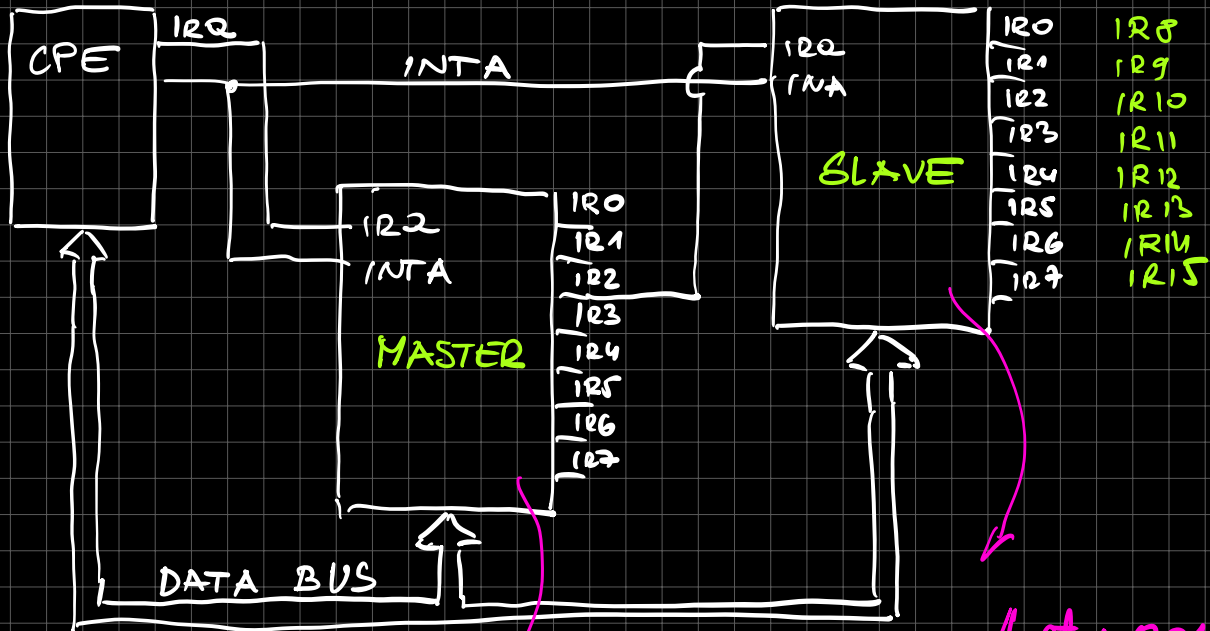 IRQ
CPE
INTA
IRQ
INA
IR0 IR8
IR1 IR9
IR2 IR10
IR3 IR11
IR4 IR12
IR5 IR13
IR6 IR14
IR7 IR15
SLAVE
IRQ
INTA
MASTER
IR0
IR1
IR2
IR3
IR4
IR5
IR6
IR7
DATA BUS